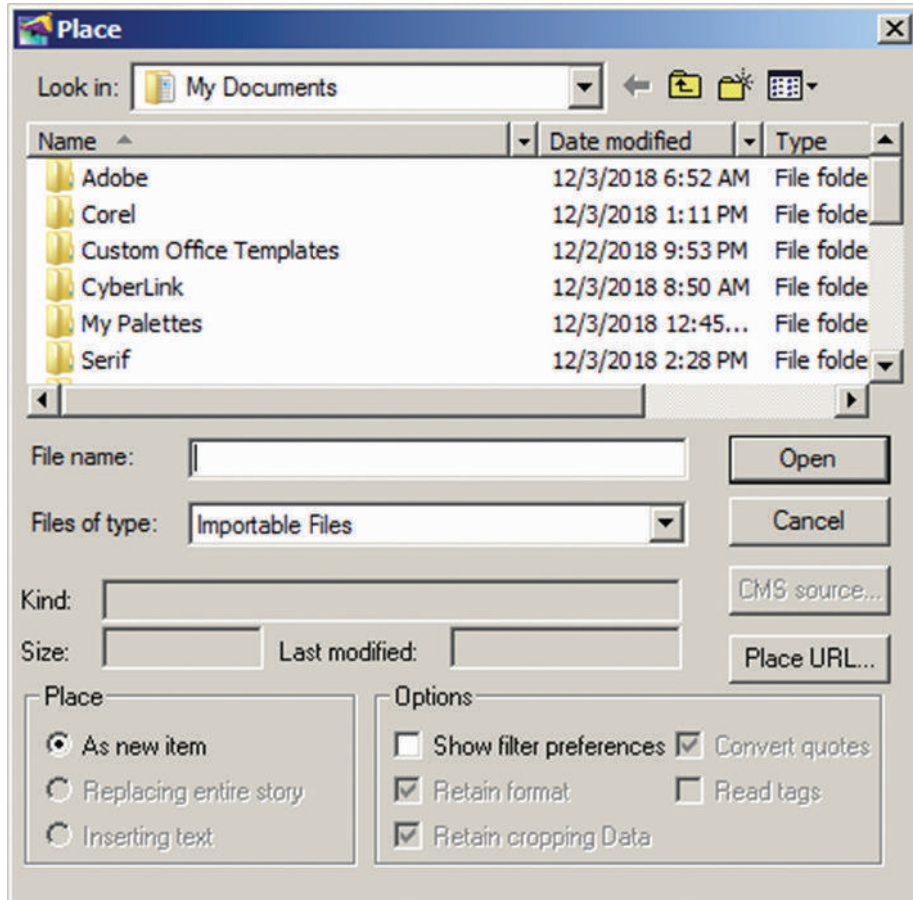 Place
Look in: My Documents
Name Date modified Type
Adobe 12/3/2018 6:52 AM File folde
Corel 12/3/2018 1:11 PM File folde
Custom Office Templates 12/2/2018 9:53 PM File folde
CyberLink 12/3/2018 8:50 AM File folde
My Palettes 12/3/2018 12:45... File folde
Serif 12/3/2018 2:28 PM File folde
File name: Open
Files of type: Importable Files Cancel
Kind: CMS source...
Size: Last modified: Place URL...
Place Options
As new item Show filter preferences Convert quotes
Replacing entire story Retain format Read tags
Inserting text Retain cropping Data